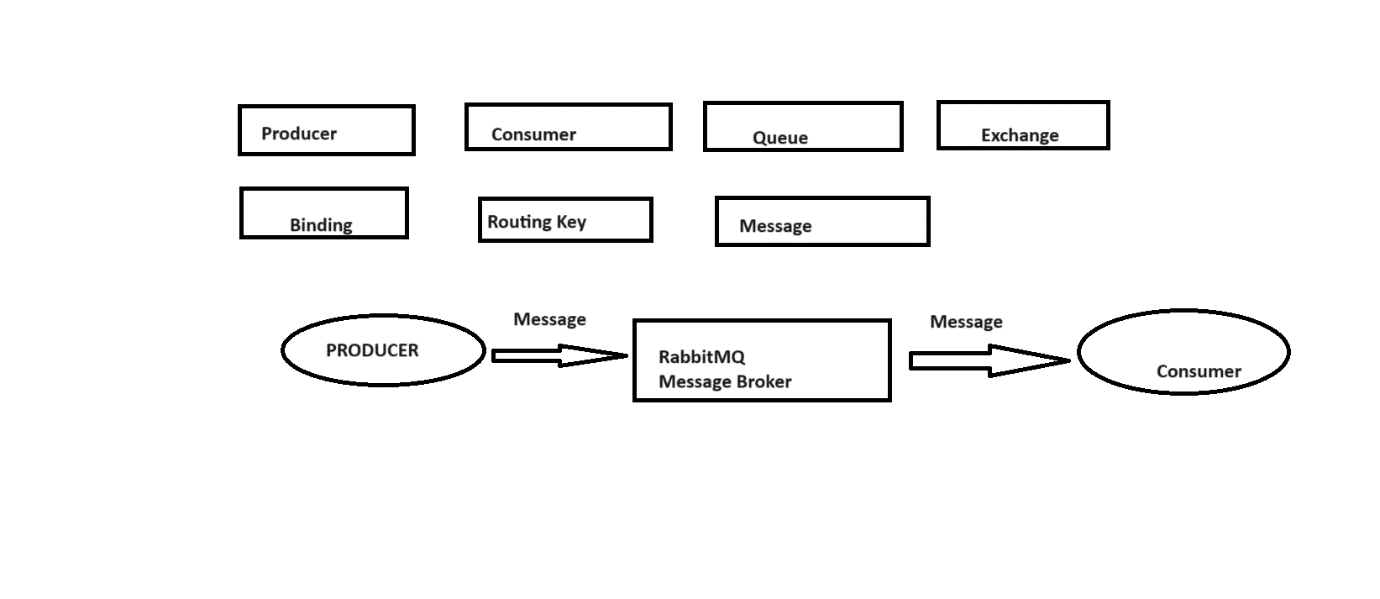 Producer
Consumer
Queue
Exchange
Binding
Routing Key
Message
Message
Message
PRODUCER
RabbitMQ
Message Broker
Consumer